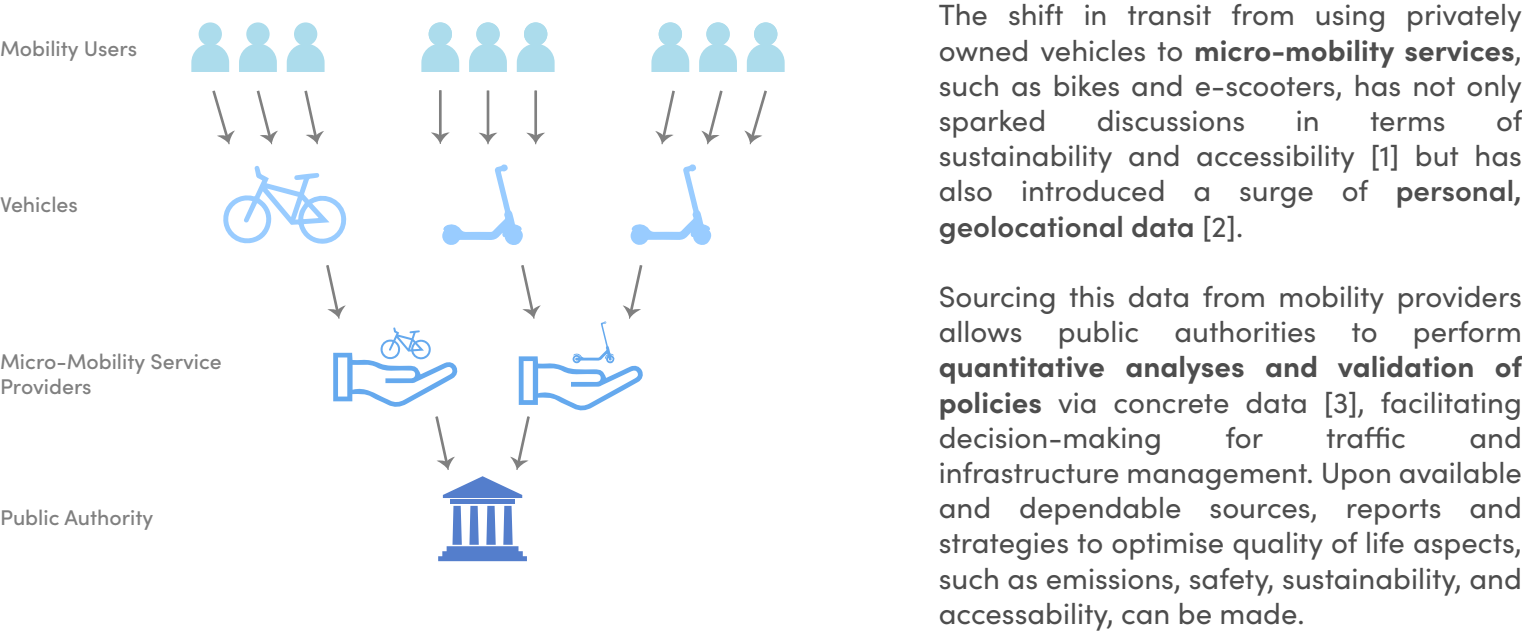 Mobility Users
Vehicles
Micro-Mobility Service
Providers
Public Authority
The shift in transit from using privately
owned vehicles to micro-mobility services,
such as bikes and e-scooters, has not only
sparked discussions in terms of
sustainability and accessibility [1] but has
also introduced a surge of personal,
geolocational data [2].
Sourcing this data from mobility providers
allows public authorities to perform
quantitative analyses and validation of
policies via concrete data [3], facilitating
decision-making for traffic and
infrastructure management. Upon available
and dependable sources, reports and
strategies to optimise quality of life aspects,
such as emissions, safety, sustainability, and
accessability, can be made.